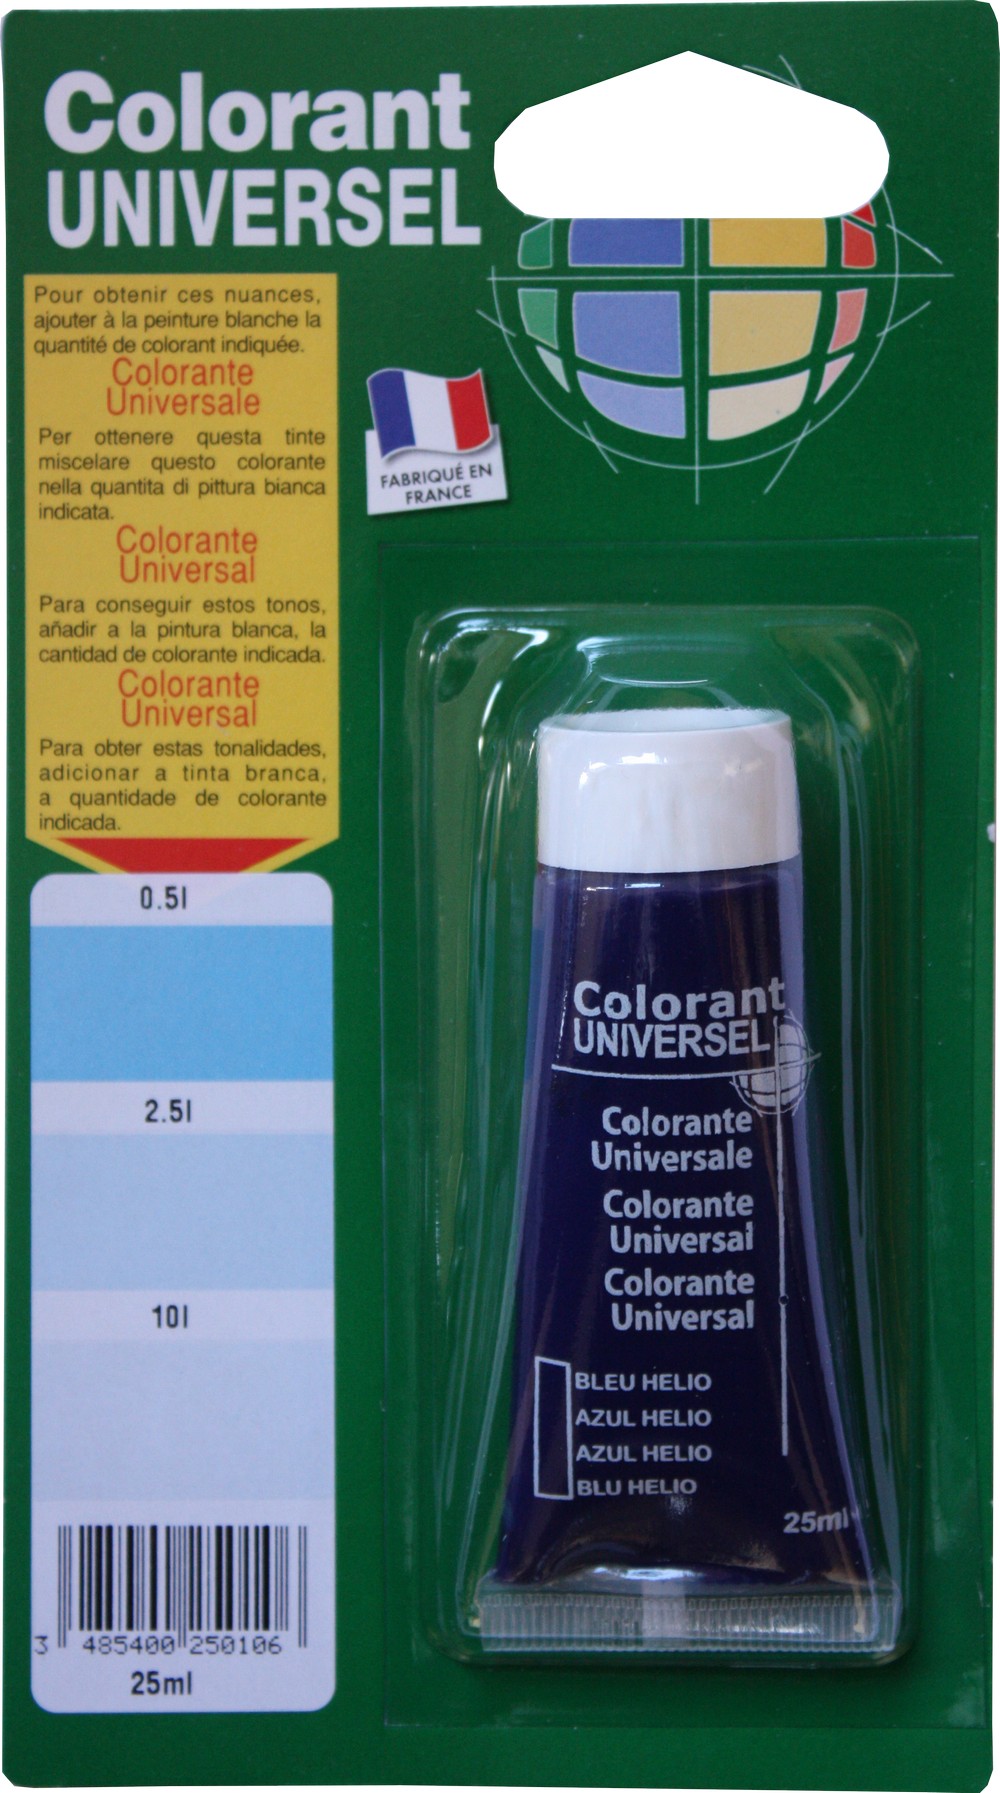 Colorant
UNIVERSEL
Pour obtenir ces nuances,
ajouter à la peinture blanche la
quantité de colorant indiquée.
Colorante
Universale
Per ottenere questa tinte
miscelare questo colorante
nella quantita di pittura bianca
indicata.
Colorante
Universal
Para conseguir estos tonos,
añadir a la pintura blanca, la
cantidad de colorante indicada.
Colorante
Universal
Para obter estas tonalidades,
adicionar a tinta branca,
a quantidade de colorante
indicada.
0.5l
2.5l
10l
3 485400 250106
25ml
FABRIQUÉ EN
FRANCE
Colorant
UNIVERSEL
Colorante
Universale
Colorante
Universal
Colorante
Universal
BLEU HELIO
AZUL HELIO
AZUL HELIO
BLU HELIO
25ml